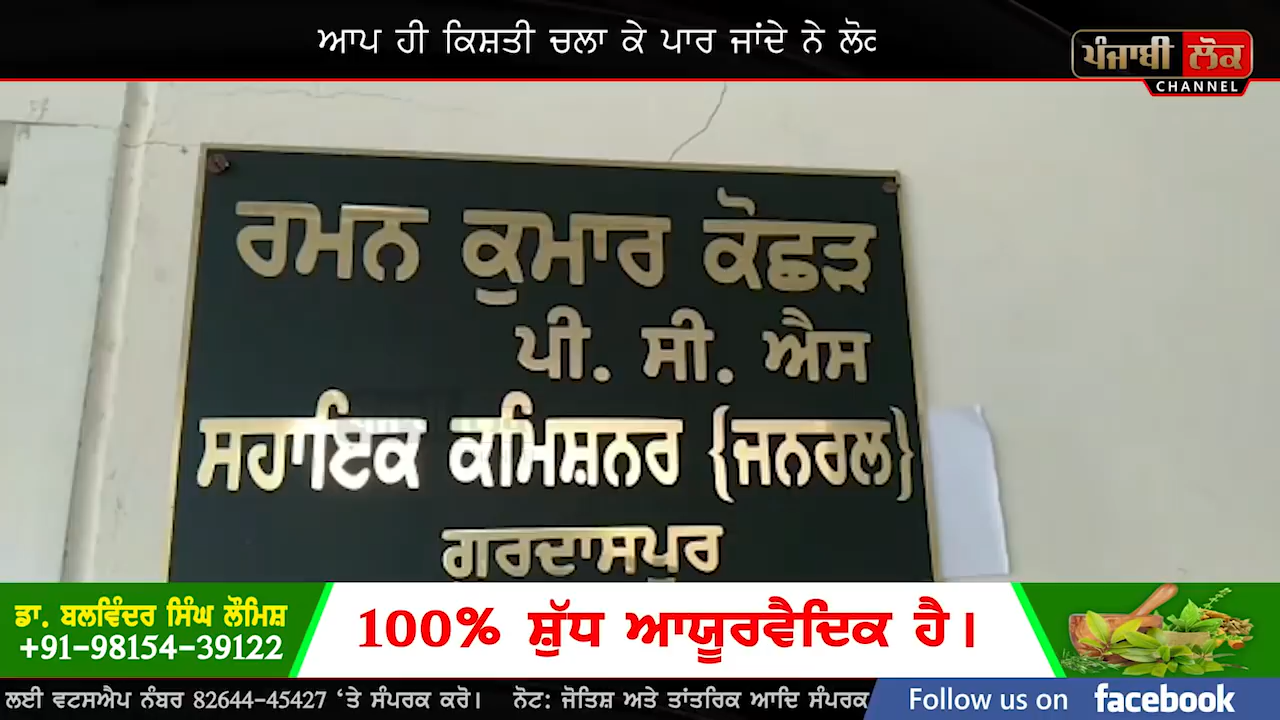 ਆਪ ਹੀ ਕਿਸ਼ਤੀ ਚਲਾ ਕੇ ਪਾਰ ਜਾਂਦੇ ਨੇ
ਪੰਜਾਬੀ ਲੋਕ
CHANNEL
ਰਮਨ ਕੁਮਾਰ ਕੋਛੜ
ਪੀ. ਸੀ. ਐਸ
ਸਹਾਇਕ ਕਮਿਸ਼ਨਰ {ਜਨਰਲ}
ਗੁਰਦਾਸਪੁਰ
ਡਾ. ਬਲਵਿੰਦਰ ਸਿੰਘ ਲੌਮਿਸ਼
+91-98154-39122
100% ਸ਼ੁੱਧ ਆਯੂਰਵੈਦਿਕ ਹੈ।
ਲਈ ਵਟਸਐਪ ਨੰਬਰ 82644-45427 ‘ਤੇ ਸੰਪਰਕ ਕਰੋ। ਨੋਟ: ਜੋਤਿਸ਼ ਅਤੇ ਤਾਂਤਰਿਕ ਆਦਿ ਸੰਪਰਕ
Follow us on facebook